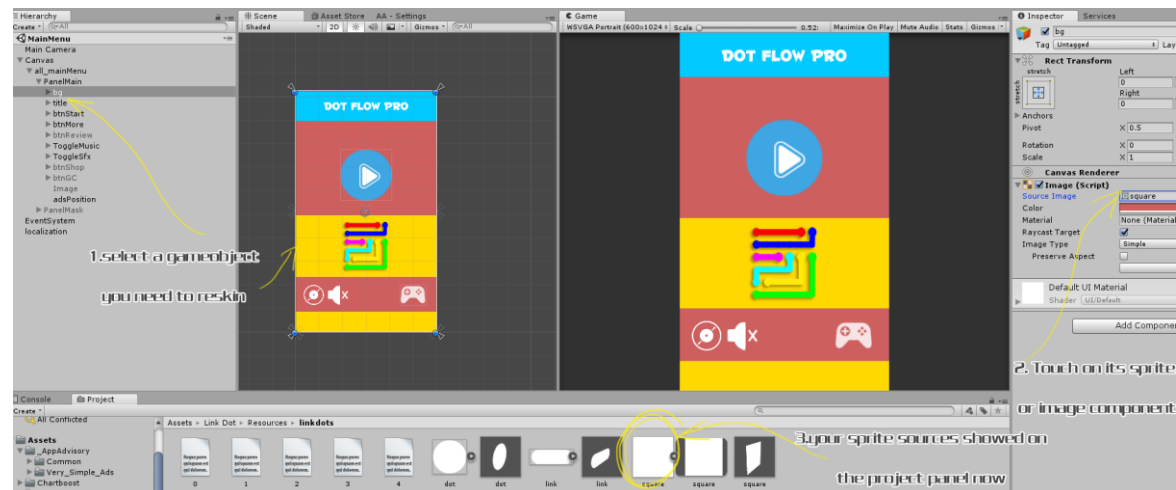 Hierarchy
Create
All
MainMenu
Main Camera
Canvas
all_mainMenu
PanelMain
bg
title
btnStart
btnMore
btnReview
ToggleMusic
ToggleSfx
btnShop
btnGC
Image
adsPosition
PanelMask
EventSystem
localization
1.select a gameobject
you need to reskin
Scene
Asset Store
AA - Settings
Shaded
2D
Gizmos
All
DOT FLOW PRO
Game
WSVGA Portrait (600x1024)
Scale
0.52x
Maximize On Play
Mute Audio
Stats
Gizmos
DOT FLOW PRO
Inspector
Services
bg
Tag
Untagged
Lay
Rect Transform
stretch
stretch
Left
0
Right
0
Anchors
Pivot
X 0.5
Rotation
X 0
Scale
X 1
Canvas Renderer
Image (Script)
Source Image
square
Color
Material
None (Material
Raycast Target
Image Type
Simple
Preserve Aspect
Default UI Material
Shader
UI/Default
Add Componen
2. Touch on its sprite
or image component
Console
Project
Create
All Conflicted
Assets
_AppAdvisory
Common
Very_Simple_Ads
Chartboost
Assets
Link Dot
Resources
linkdots
0
1
2
3
4
dot
dot
link
link
square
square
square
3.your sprite sources showed on
the project panel now